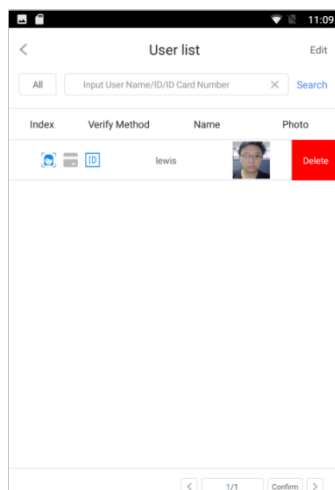 11:09
User list Edit
All Input User Name/ID/ID Card Number Search
Index Verify Method Name Photo
ID lewis Delete
1/1 Confirm